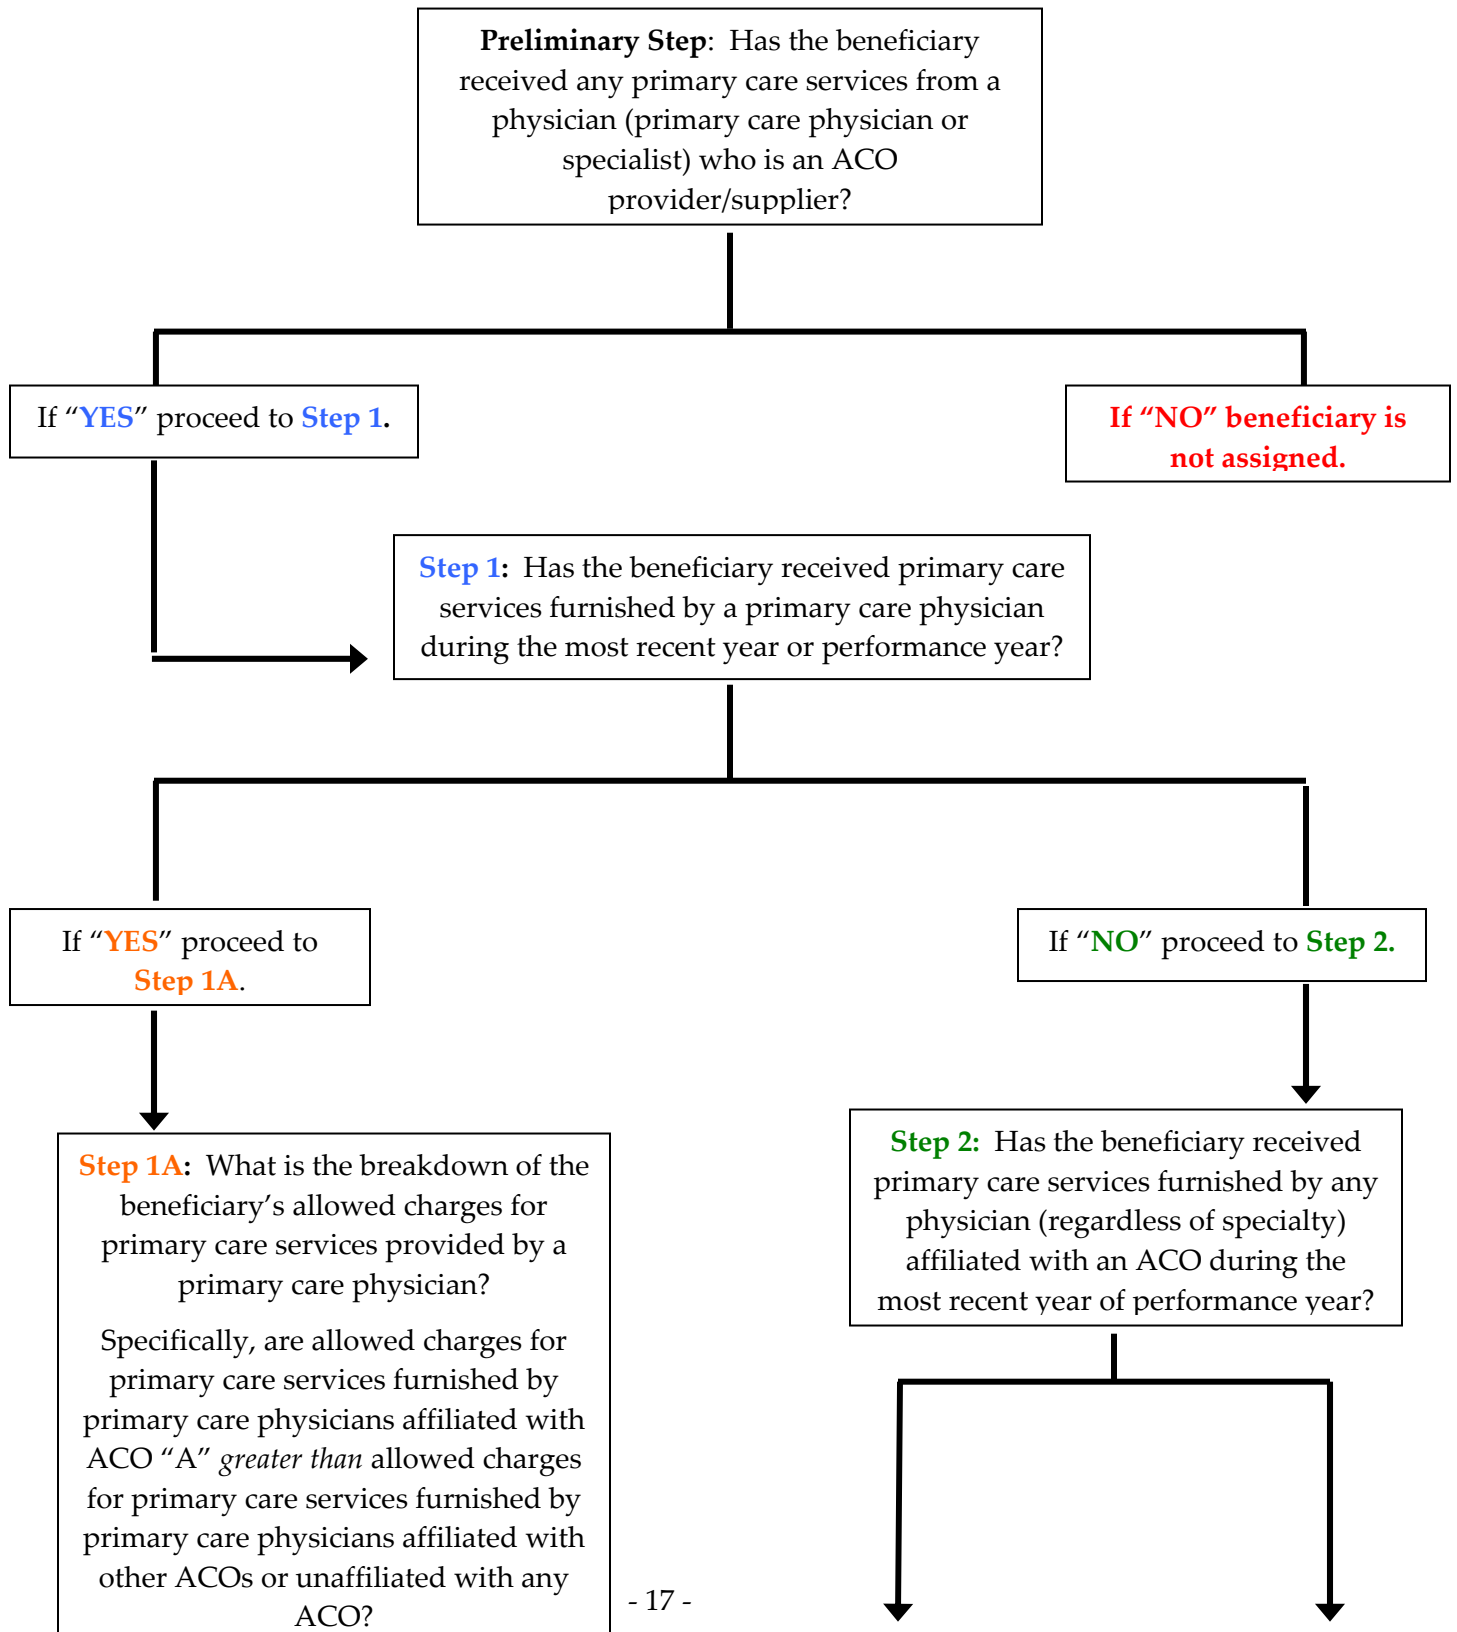 Preliminary Step:  Has the beneficiary
received any primary care services from a
physician (primary care physician or
specialist) who is an ACO
provider/supplier?
If “YES” proceed to Step 1.
If “NO” beneficiary is
not assigned.
Step 1:  Has the beneficiary received primary care
services furnished by a primary care physician
during the most recent year or performance year?
If “YES” proceed to
Step 1A.
If “NO” proceed to Step 2.
Step 1A:  What is the breakdown of the
beneficiary’s allowed charges for
primary care services provided by a
primary care physician?
Specifically, are allowed charges for
primary care services furnished by
primary care physicians affiliated with
ACO “A” greater than allowed charges
for primary care services furnished by
primary care physicians affiliated with
other ACOs or unaffiliated with any
ACO?
Step 2:  Has the beneficiary received
primary care services furnished by any
physician (regardless of specialty)
affiliated with an ACO during the
most recent year of performance year?
- 17 -